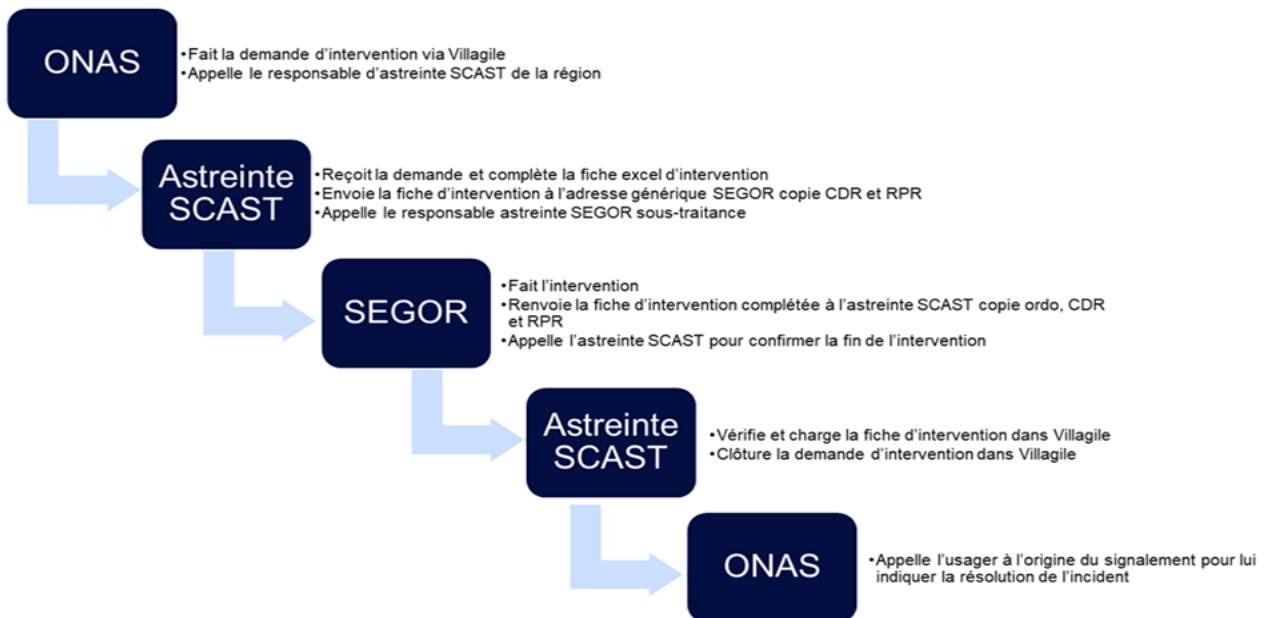 ONAS
•Fait la demande d'intervention via Villagile
•Appelle le responsable d'astreinte SCAST de la région
Astreinte
SCAST
•Reçoit la demande et complète la fiche excel d'intervention
•Envoie la fiche d'intervention à l'adresse générique SEGOR copie CDR et RPR
•Appelle le responsable astreinte SEGOR sous-traitance
SEGOR
•Fait l'intervention
•Renvoie la fiche d'intervention complétée à l'astreinte SCAST copie ordo, CDR
et RPR
•Appelle l'astreinte SCAST pour confirmer la fin de l'intervention
Astreinte
SCAST
•Vérifie et charge la fiche d'intervention dans Villagile
•Clôture la demande d'intervention dans Villagile
ONAS
•Appelle l'usager à l'origine du signalement pour lui
indiquer la résolution de l'incident